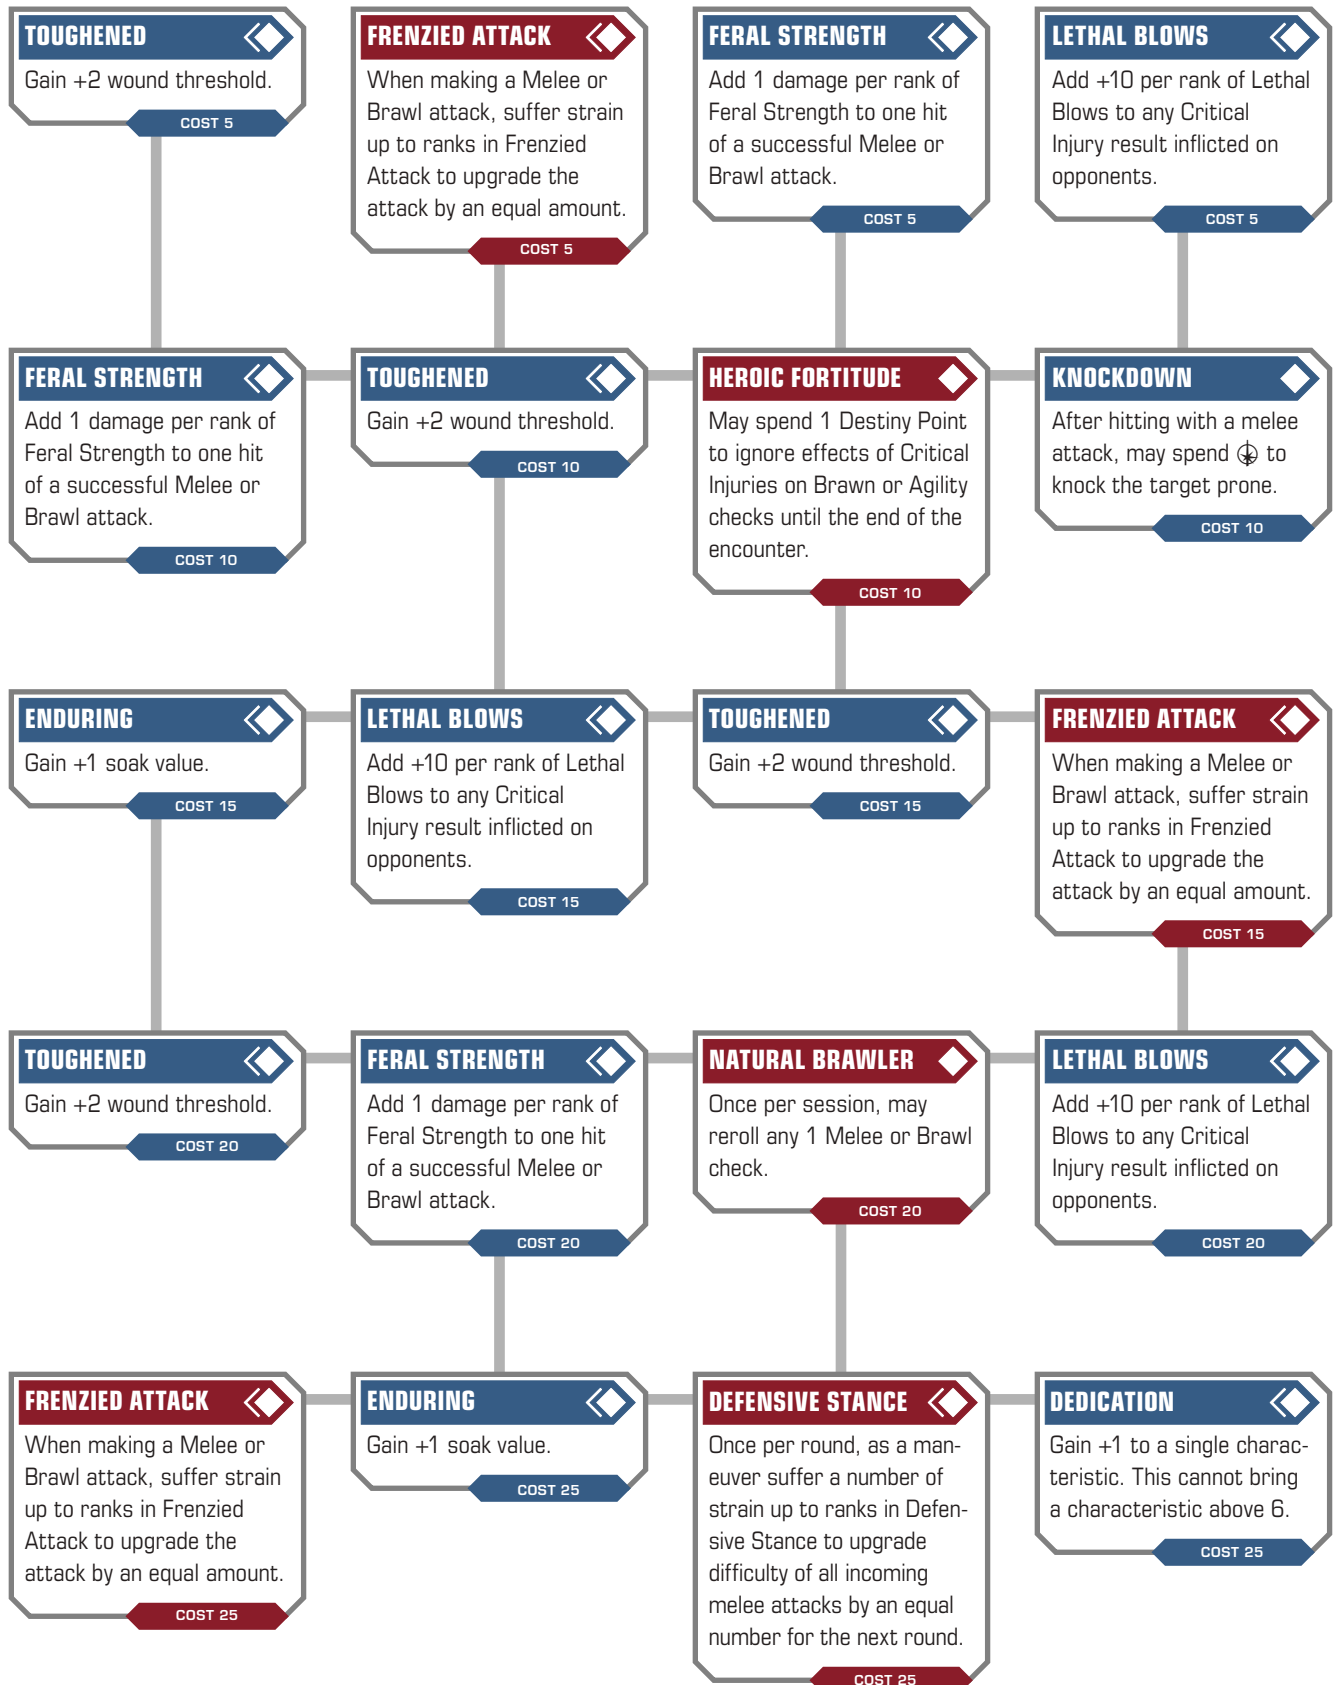 TOUGHENED
Gain +2 wound threshold.
COST 5
FRENZIED ATTACK
When making a Melee or
Brawl attack, suffer strain
up to ranks in Frenzied
Attack to upgrade the
attack by an equal amount.
COST 5
FERAL STRENGTH
Add 1 damage per rank of
Feral Strength to one hit
of a successful Melee or
Brawl attack.
COST 5
LETHAL BLOWS
Add +10 per rank of Lethal
Blows to any Critical
Injury result inflicted on
opponents.
COST 5
FERAL STRENGTH
Add 1 damage per rank of
Feral Strength to one hit
of a successful Melee or
Brawl attack.
COST 10
TOUGHENED
Gain +2 wound threshold.
COST 10
HEROIC FORTITUDE
May spend 1 Destiny Point
to ignore effects of Critical
Injuries on Brawn or Agility
checks until the end of the
encounter.
COST 10
KNOCKDOWN
After hitting with a melee
attack, may spend to
knock the target prone.
COST 10
ENDURING
Gain +1 soak value.
COST 15
LETHAL BLOWS
Add +10 per rank of Lethal
Blows to any Critical
Injury result inflicted on
opponents.
COST 15
TOUGHENED
Gain +2 wound threshold.
COST 15
FRENZIED ATTACK
When making a Melee or
Brawl attack, suffer strain
up to ranks in Frenzied
Attack to upgrade the
attack by an equal amount.
COST 15
TOUGHENED
Gain +2 wound threshold.
COST 20
FERAL STRENGTH
Add 1 damage per rank of
Feral Strength to one hit
of a successful Melee or
Brawl attack.
COST 20
NATURAL BRAWLER
Once per session, may
reroll any 1 Melee or Brawl
check.
COST 20
LETHAL BLOWS
Add +10 per rank of Lethal
Blows to any Critical
Injury result inflicted on
opponents.
COST 20
FRENZIED ATTACK
When making a Melee or
Brawl attack, suffer strain
up to ranks in Frenzied
Attack to upgrade the
attack by an equal amount.
COST 25
ENDURING
Gain +1 soak value.
COST 25
DEFENSIVE STANCE
Once per round, as a man-
euver suffer a number of
strain up to ranks in Defen-
sive Stance to upgrade
difficulty of all incoming
melee attacks by an equal
number for the next round.
COST 25
DEDICATION
Gain +1 to a single charac-
teristic. This cannot bring
a characteristic above 6.
COST 25